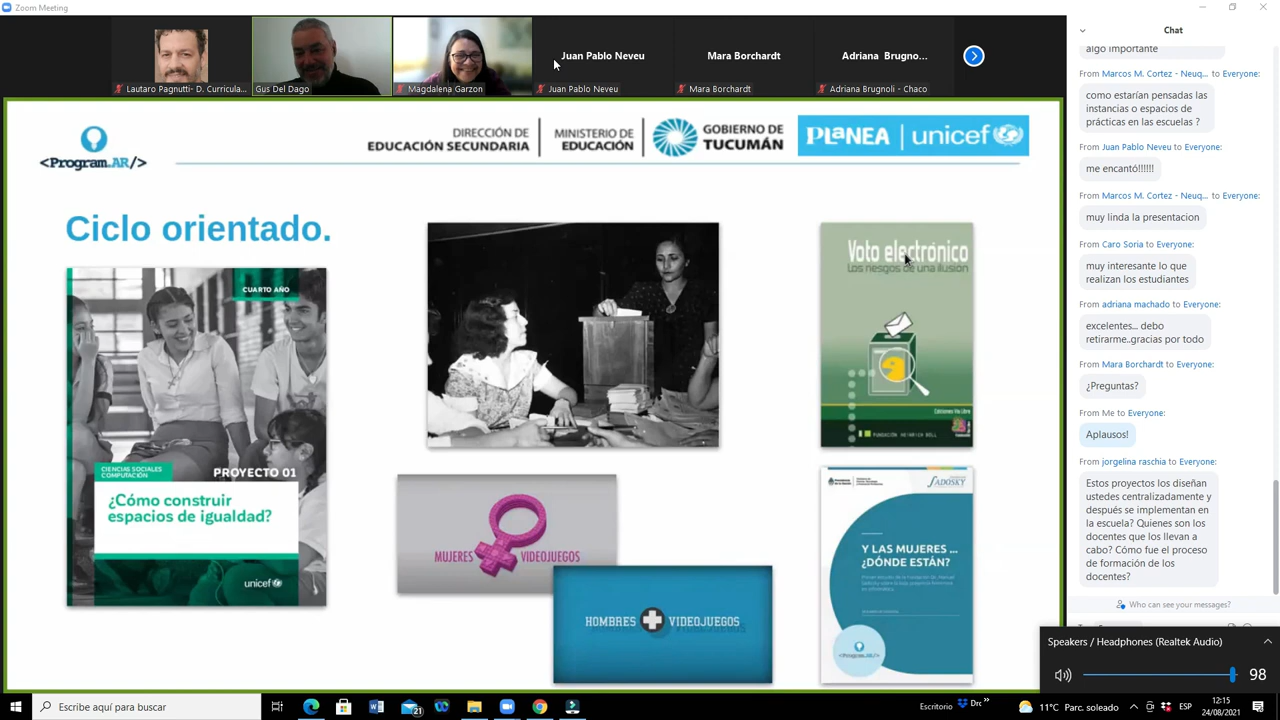 Zoom Meeting
Juan Pablo Neveu
Mara Borchardt
Adriana Brugno...
Lautaro Pagnutti- D. Curricula...
Gus Del Dago
Magdalena Garzon
Juan Pablo Neveu
Mara Borchardt
Adriana Brugnoli - Chaco
<Program.AR/>
DIRECCIÓN DE
EDUCACIÓN SECUNDARIA
MINISTERIO DE
EDUCACIÓN
GOBIERNO DE
TUCUMÁN
PLaNEA
unicef
Ciclo orientado.
CUARTO AÑO
CIENCIAS SOCIALES
COMPUTACIÓN
PROYECTO 01
¿Cómo construir
espacios de igualdad?
unicef
MUJERES
VIDEOJUEGOS
HOMBRES
VIDEOJUEGOS
Voto electrónico
Los riesgos de una ilusión
Ediciones Vía Libre
FUNDACIÓN HEINRICH BÖLL
SADOSKY
Y LAS MUJERES ...
¿DÓNDE ESTÁN?
<Program.AR/>
Chat
algo importante
From Marcos M. Cortez - Neuq... to Everyone:
como estarían pensadas las
instancias o espacios de
prácticas en las escuelas ?
From Juan Pablo Neveu to Everyone:
me encantó!!!!!!
From Marcos M. Cortez - Neuq... to Everyone:
muy linda la presentacion
From Caro Soria to Everyone:
muy interesante lo que
realizan los estudiantes
From adriana machado to Everyone:
excelentes... debo
retirarme..gracias por todo
From Mara Borchardt to Everyone:
¿Preguntas?
From Me to Everyone:
Aplausos!
From jorgelina raschia to Everyone:
Estos proyectos los diseñan
ustedes centralizadamente y
después se implementan en
la escuela? Quienes son los
docentes que los llevan a
cabo? Cómo fue el proceso
de formación de los
docentes?
Who can see your messages?
Speakers / Headphones (Realtek Audio)
98
Escribe aquí para buscar
21
Escritorio
»
11°C Parc. soleado
ESP
12:15
24/08/2021